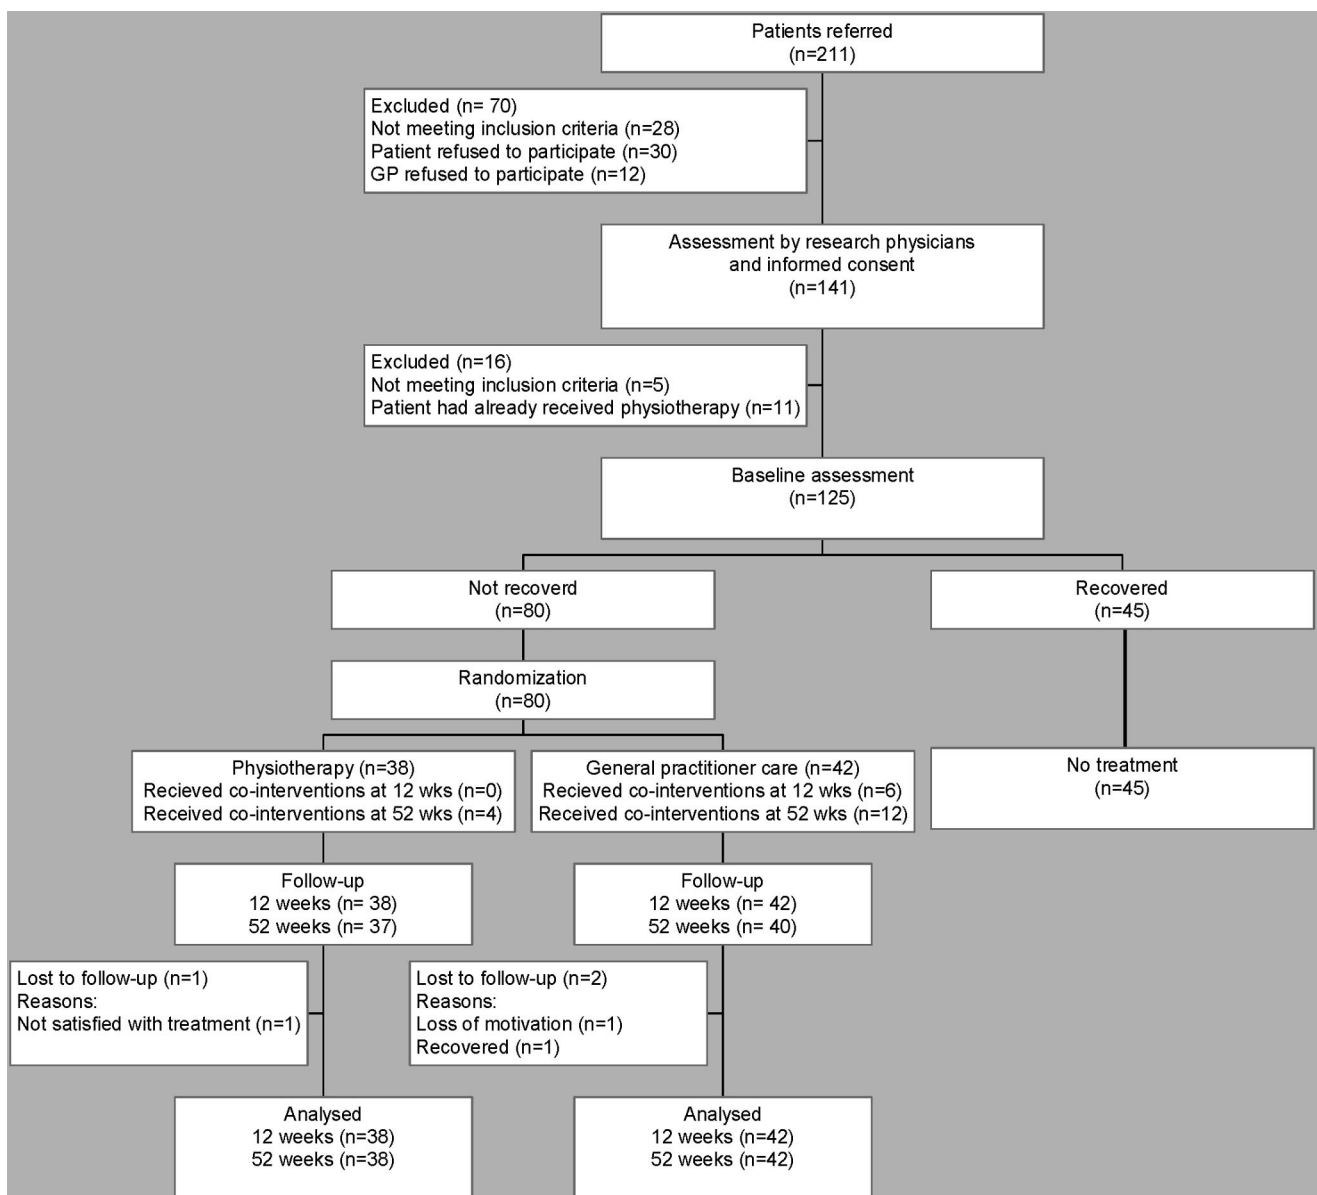 Patients referred
(n=211)
Excluded (n= 70)
Not meeting inclusion criteria (n=28)
Patient refused to participate (n=30)
GP refused to participate (n=12)
Assessment by research physicians
and informed consent
(n=141)
Excluded (n=16)
Not meeting inclusion criteria (n=5)
Patient had already received physiotherapy (n=11)
Baseline assessment
(n=125)
Not recoverd
(n=80)
Recovered
(n=45)
Randomization
(n=80)
Physiotherapy (n=38)
Recieved co-interventions at 12 wks (n=0)
Received co-interventions at 52 wks (n=4)
General practitioner care (n=42)
Recieved co-interventions at 12 wks (n=6)
Received co-interventions at 52 wks (n=12)
No treatment
(n=45)
Follow-up
12 weeks (n= 38)
52 weeks (n= 37)
Follow-up
12 weeks (n= 42)
52 weeks (n= 40)
Lost to follow-up (n=1)
Reasons:
Not satisfied with treatment (n=1)
Lost to follow-up (n=2)
Reasons:
Loss of motivation (n=1)
Recovered (n=1)
Analysed
12 weeks (n=38)
52 weeks (n=38)
Analysed
12 weeks (n=42)
52 weeks (n=42)